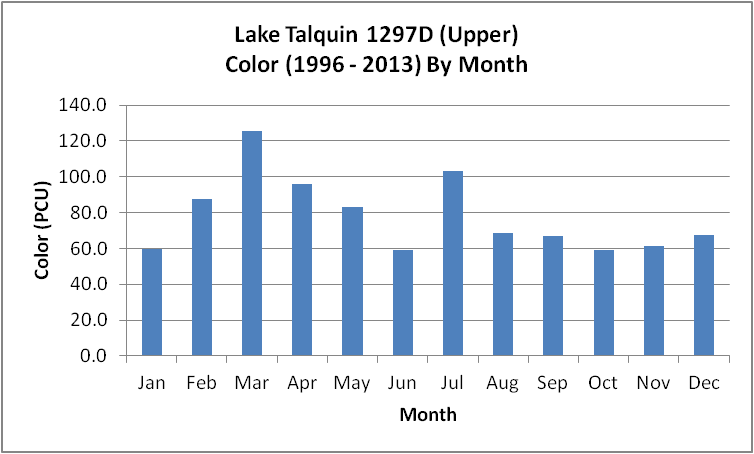 Lake Talquin 1297D (Upper)
Color (1996 - 2013) By Month
140.0
120.0
100.0
80.0
60.0
40.0
20.0
0.0
Color (PCU)
Jan Feb Mar Apr May Jun Jul Aug Sep Oct Nov Dec
Month